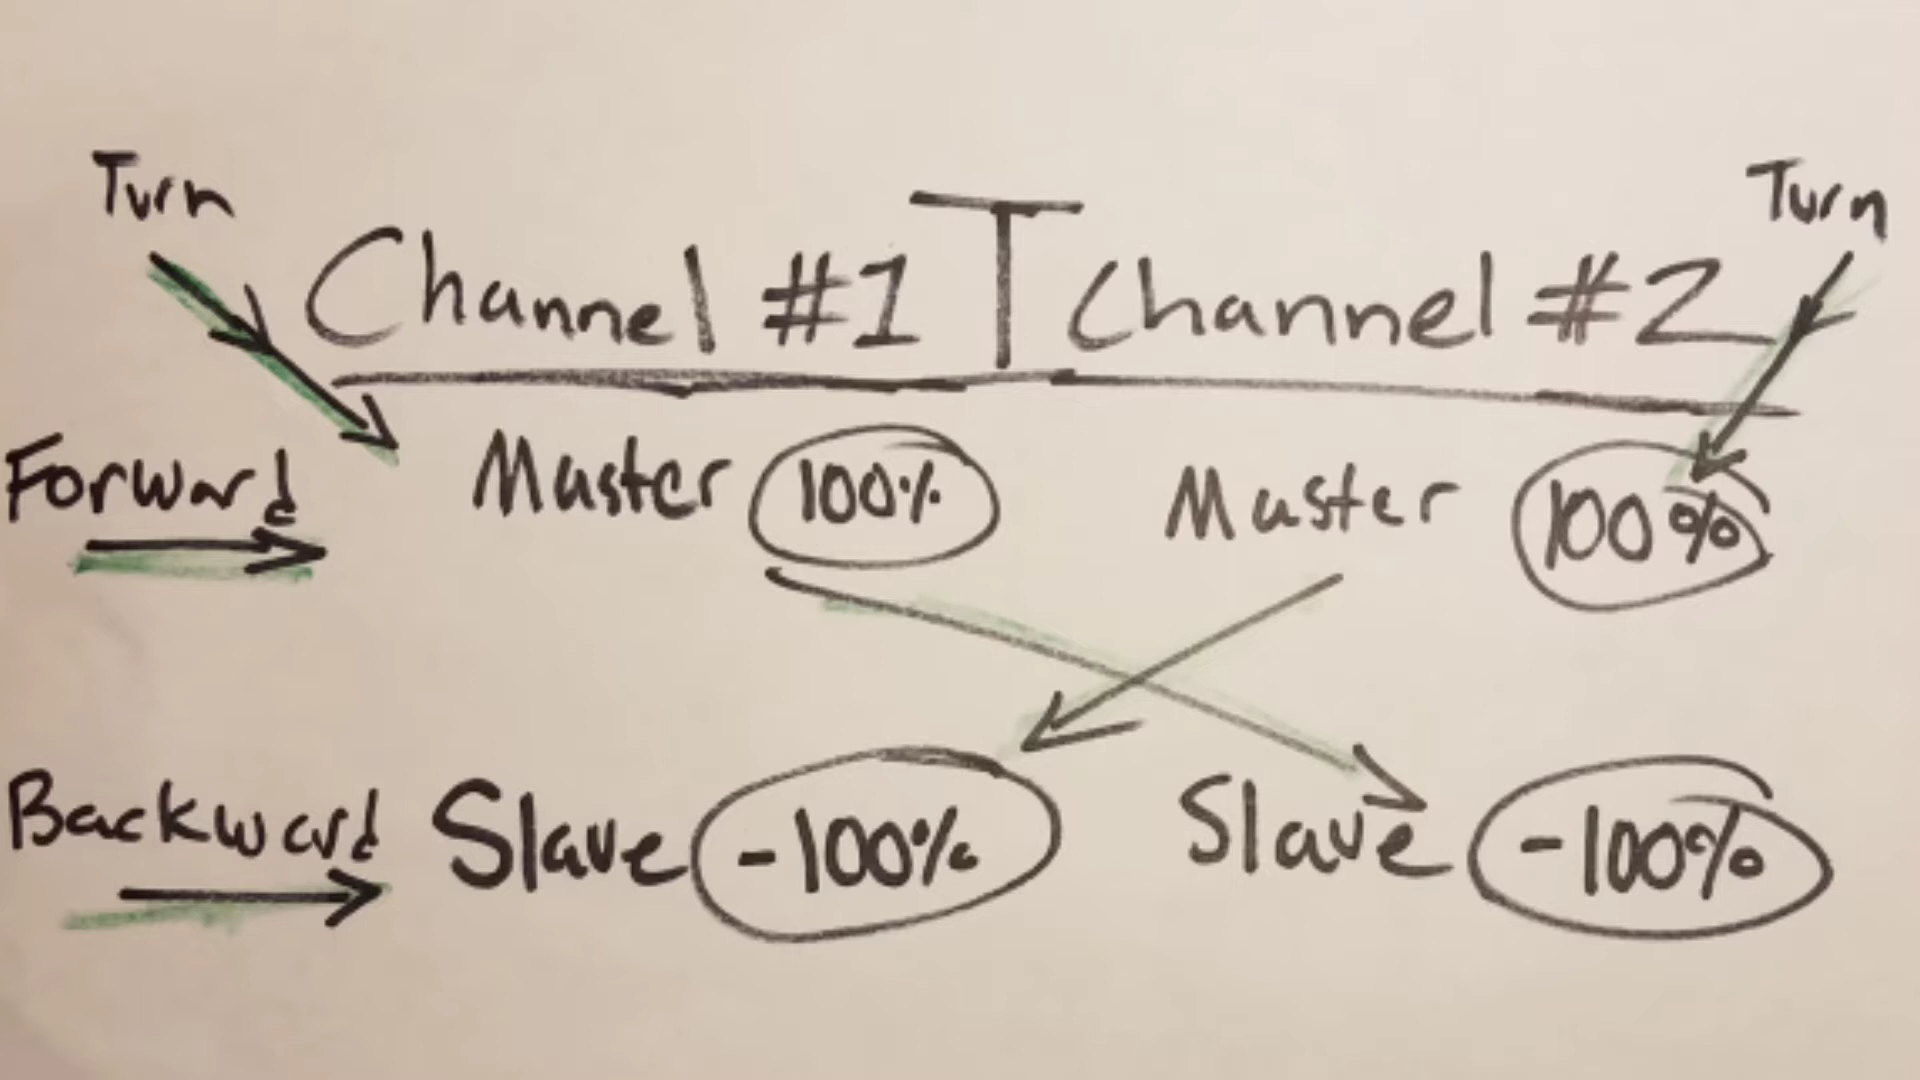 Turn
Turn
Channel #1
Channel #2
Forward
Master 100%
Master 100%
Backward
Slave -100%
Slave -100%